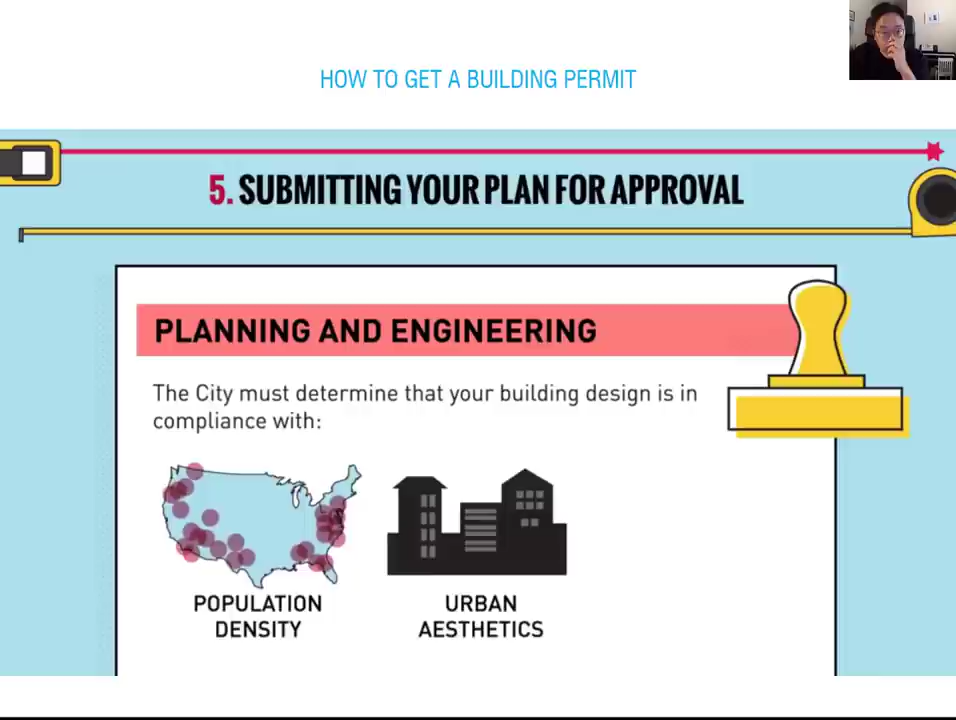 HOW TO GET A BUILDING PERMIT
5. SUBMITTING YOUR PLAN FOR APPROVAL
PLANNING AND ENGINEERING
The City must determine that your building design is in
compliance with:
POPULATION
DENSITY
URBAN
AESTHETICS